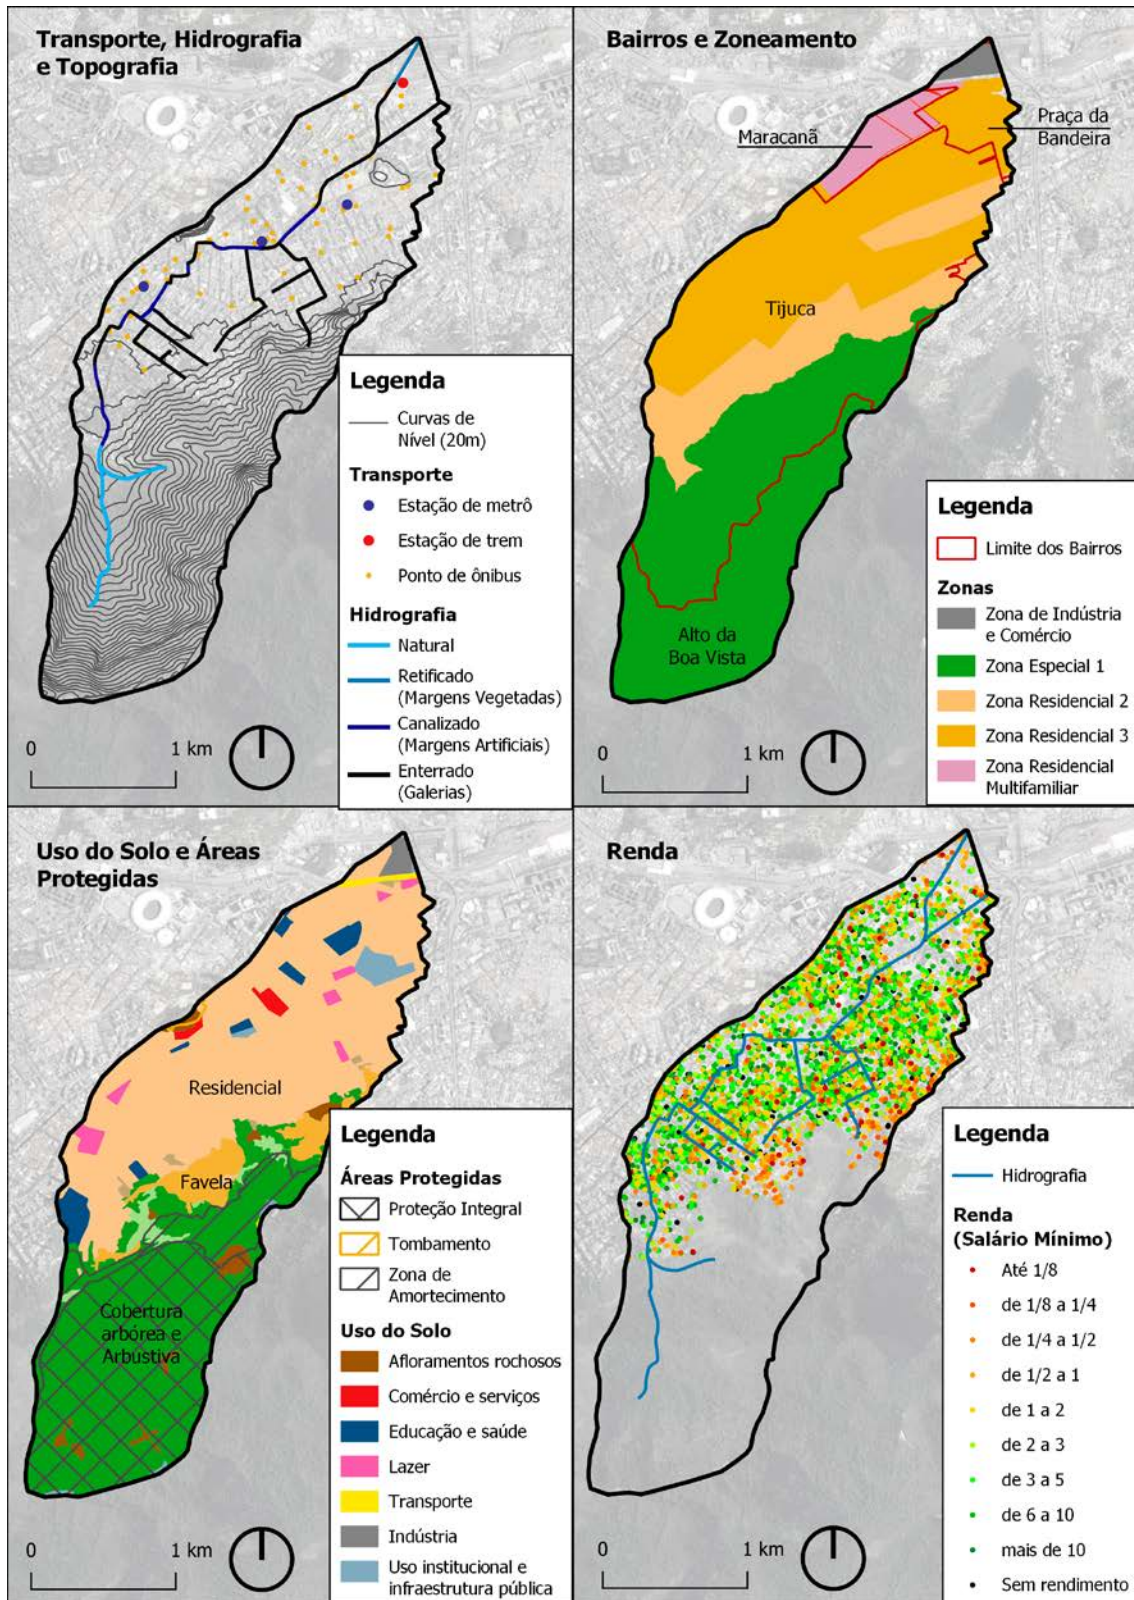 Transporte, Hidrografia
e Topografia
Legenda
Curvas de
Nível (20m)
Transporte
Estação de metrô
Estação de trem
Ponto de ônibus
Hidrografia
Natural
Retificado
(Margens Vegetadas)
Canalizado
(Margens Artificiais)
Enterrado
(Galerias)
0
1 km
Bairros e Zoneamento
Maracanã
Praça da
Bandeira
Tijuca
Alto da
Boa Vista
Legenda
Limite dos Bairros
Zonas
Zona de Indústria
e Comércio
Zona Especial 1
Zona Residencial 2
Zona Residencial 3
Zona Residencial
Multifamiliar
0
1 km
Uso do Solo e Áreas
Protegidas
Residencial
Favela
Cobertura
arbórea e
Arbustiva
Legenda
Áreas Protegidas
Proteção Integral
Tombamento
Zona de
Amortecimento
Uso do Solo
Afloramentos rochosos
Comércio e serviços
Educação e saúde
Lazer
Transporte
Indústria
Uso institucional e
infraestrutura pública
0
1 km
Renda
Legenda
Hidrografia
Renda
(Salário Mínimo)
Até 1/8
de 1/8 a 1/4
de 1/4 a 1/2
de 1/2 a 1
de 1 a 2
de 2 a 3
de 3 a 5
de 6 a 10
mais de 10
Sem rendimento
0
1 km